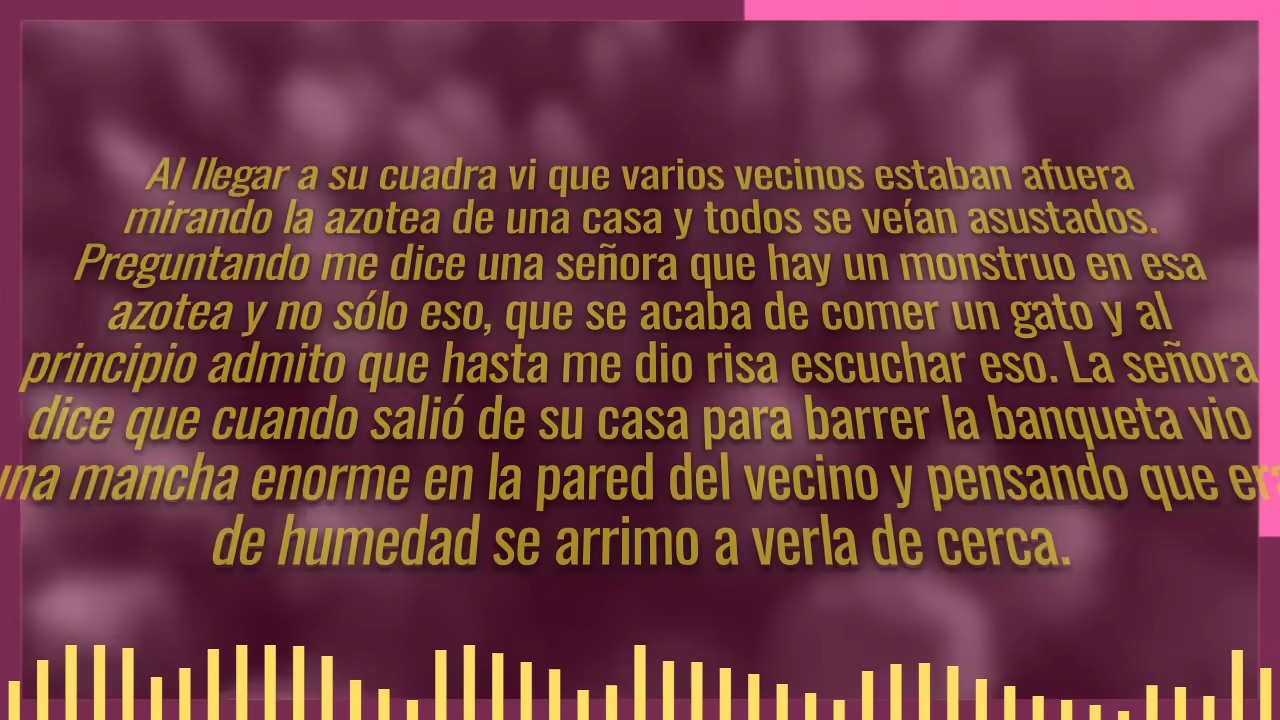 Al llegar a su cuadra vi que varios vecinos estaban afuera
mirando la azotea de una casa y todos se veían asustados.
Preguntando me dice una señora que hay un monstruo en esa
azotea y no sólo eso, que se acaba de comer un gato y al
principio admito que hasta me dio risa escuchar eso. La señora
dice que cuando salió de su casa para barrer la banqueta vio
una mancha enorme en la pared del vecino y pensando que era
de humedad se arrimo a verla de cerca.